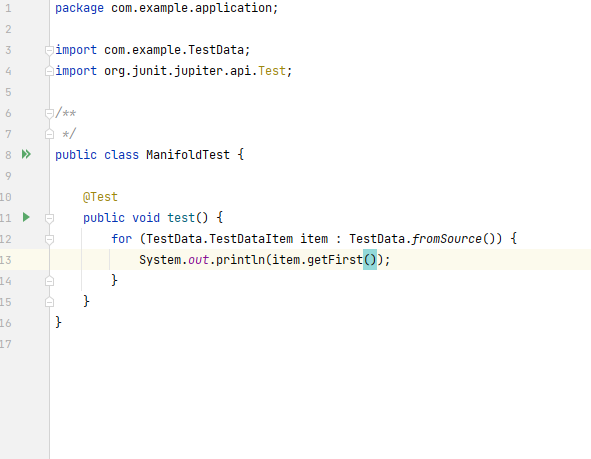 1 package com.example.application;
2
3 import com.example.TestData;
4 import org.junit.jupiter.api.Test;
5
6 /**
7  */
8 public class ManifoldTest {
9
10     @Test
11     public void test() {
12         for (TestData.TestDataItem item : TestData.fromSource()) {
13             System.out.println(item.getFirst());
14         }
15     }
16 }
17